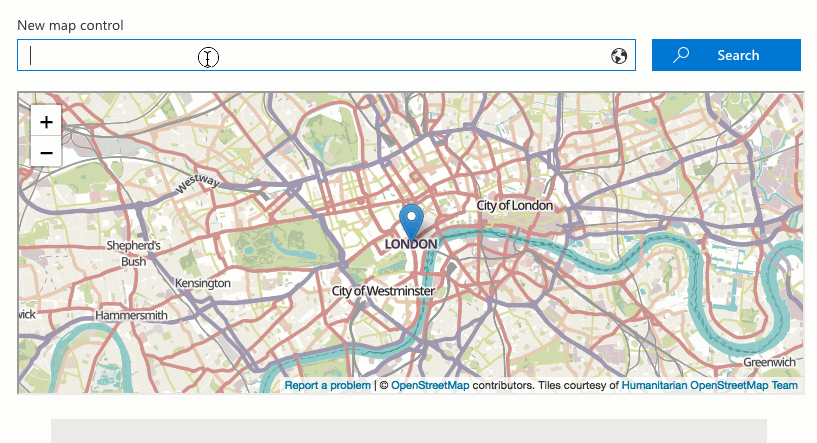 New map control
Search
+
−
Westway
City of London
LONDON
Shepherd's
Bush
Kensington
City of Westminster
Hammersmith
Greenwich
Report a problem | © OpenStreetMap contributors. Tiles courtesy of Humanitarian OpenStreetMap Team